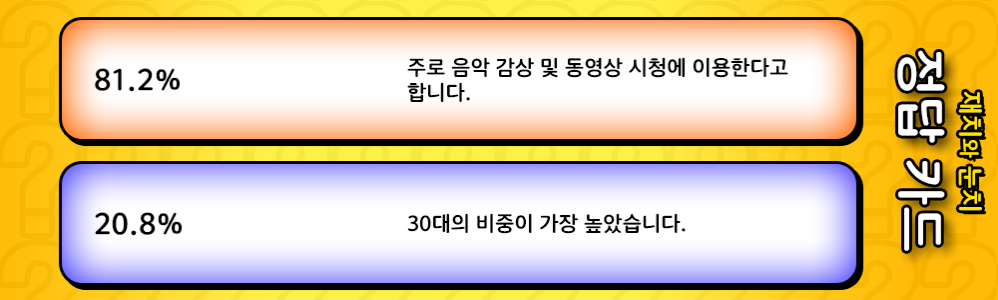 81.2%
주로 음악 감상 및 동영상 시청에 이용한다고
합니다.
20.8%
30대의 비중이 가장 높았습니다.
재치와 눈치
정답 카드